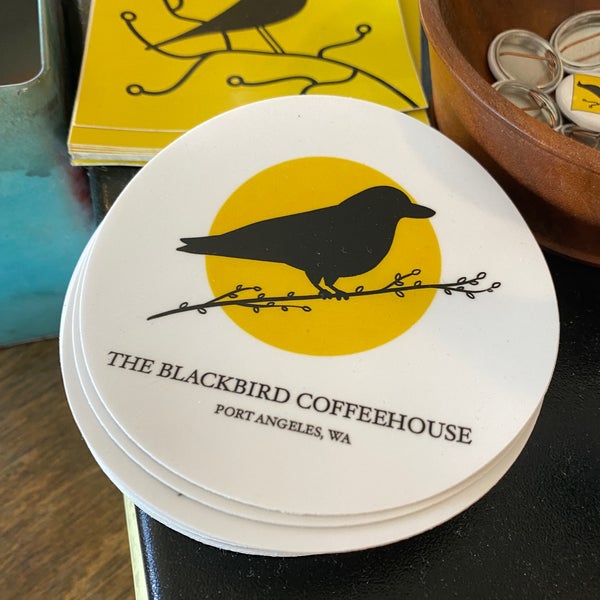 THE BLACKBIRD COFFEEHOUSE
PORT ANGELES, WA